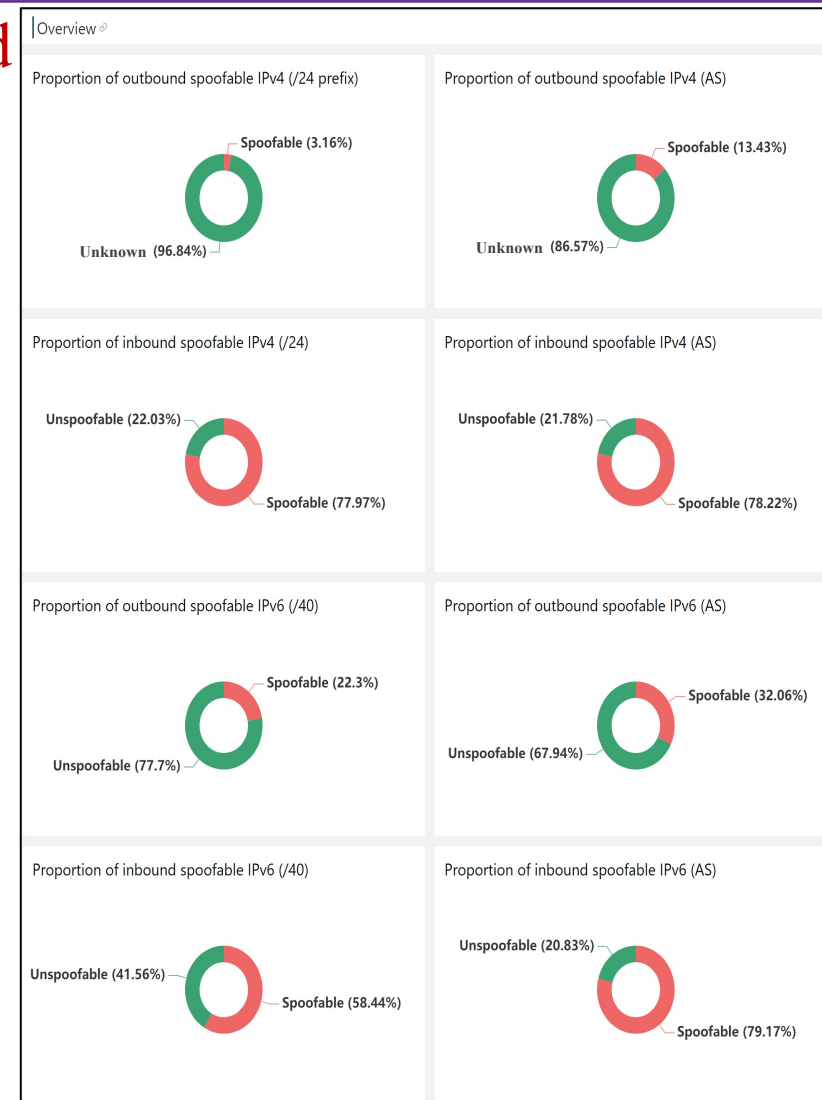 d
Overview
Proportion of outbound spoofable IPv4 (/24 prefix)
Spoofable (3.16%)
Unknown (96.84%)
Proportion of outbound spoofable IPv4 (AS)
Spoofable (13.43%)
Unknown (86.57%)
Proportion of inbound spoofable IPv4 (/24)
Unspoofable (22.03%)
Spoofable (77.97%)
Proportion of inbound spoofable IPv4 (AS)
Unspoofable (21.78%)
Spoofable (78.22%)
Proportion of outbound spoofable IPv6 (/40)
Spoofable (22.3%)
Unspoofable (77.7%)
Proportion of outbound spoofable IPv6 (AS)
Spoofable (32.06%)
Unspoofable (67.94%)
Proportion of inbound spoofable IPv6 (/40)
Unspoofable (41.56%)
Spoofable (58.44%)
Proportion of inbound spoofable IPv6 (AS)
Unspoofable (20.83%)
Spoofable (79.17%)